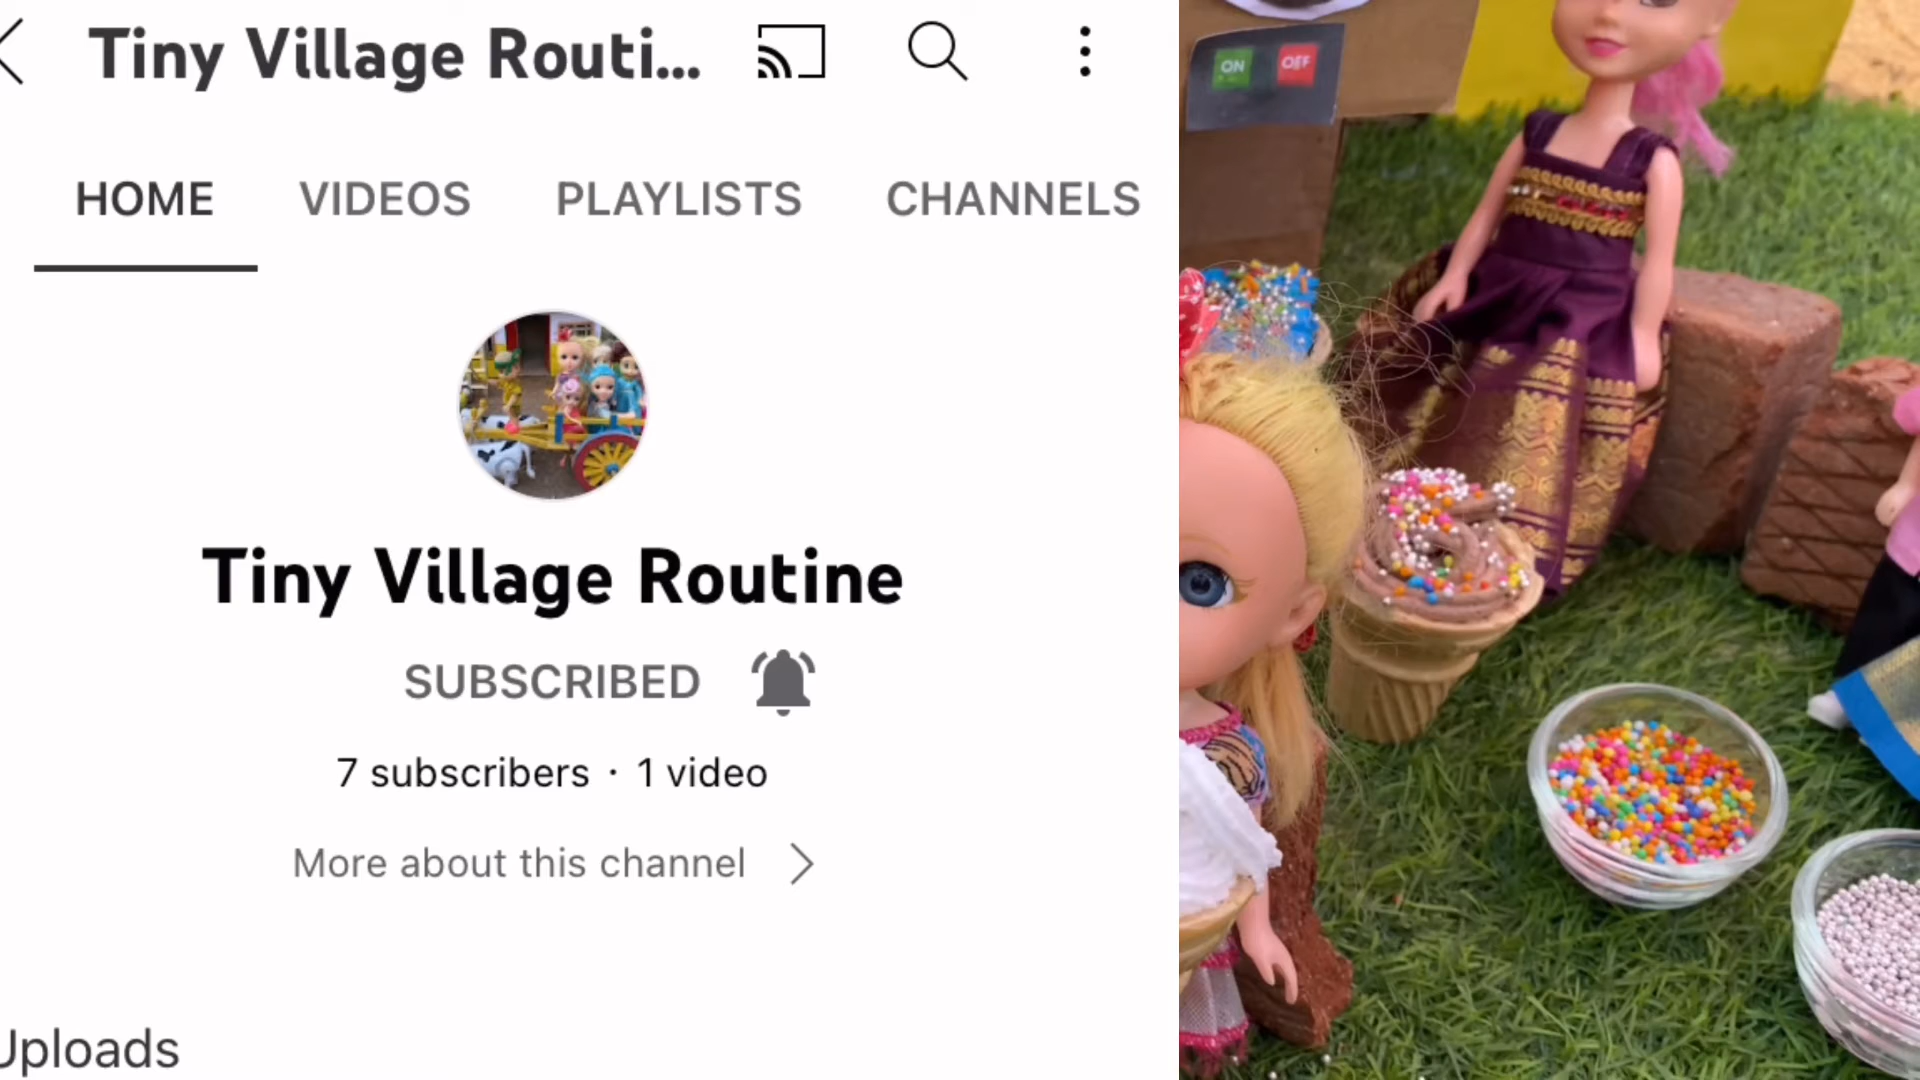 Tiny Village Routi...
HOME VIDEOS PLAYLISTS CHANNELS
Tiny Village Routine
SUBSCRIBED
7 subscribers · 1 video
More about this channel
Uploads
ON OFF